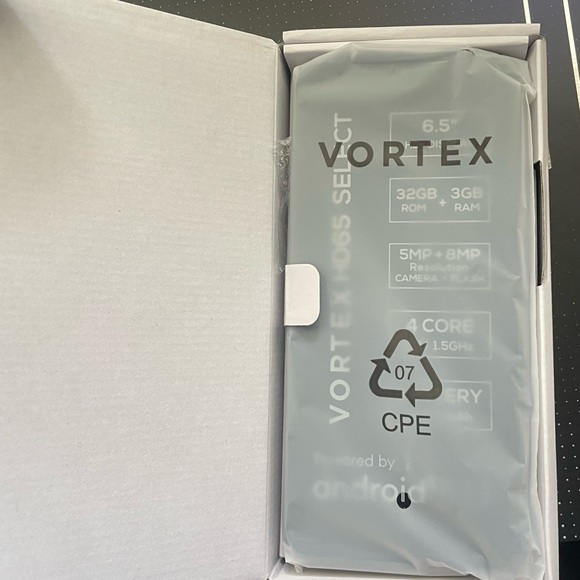 VORTEX
VORTEX HD65 SELECT
6.5"
32GB + 3GB
ROM RAM
5MP + 8MP
Resolution
CAMERA + FLASH
4 CORE
1.5GHz
07
CPE
Powered by
android